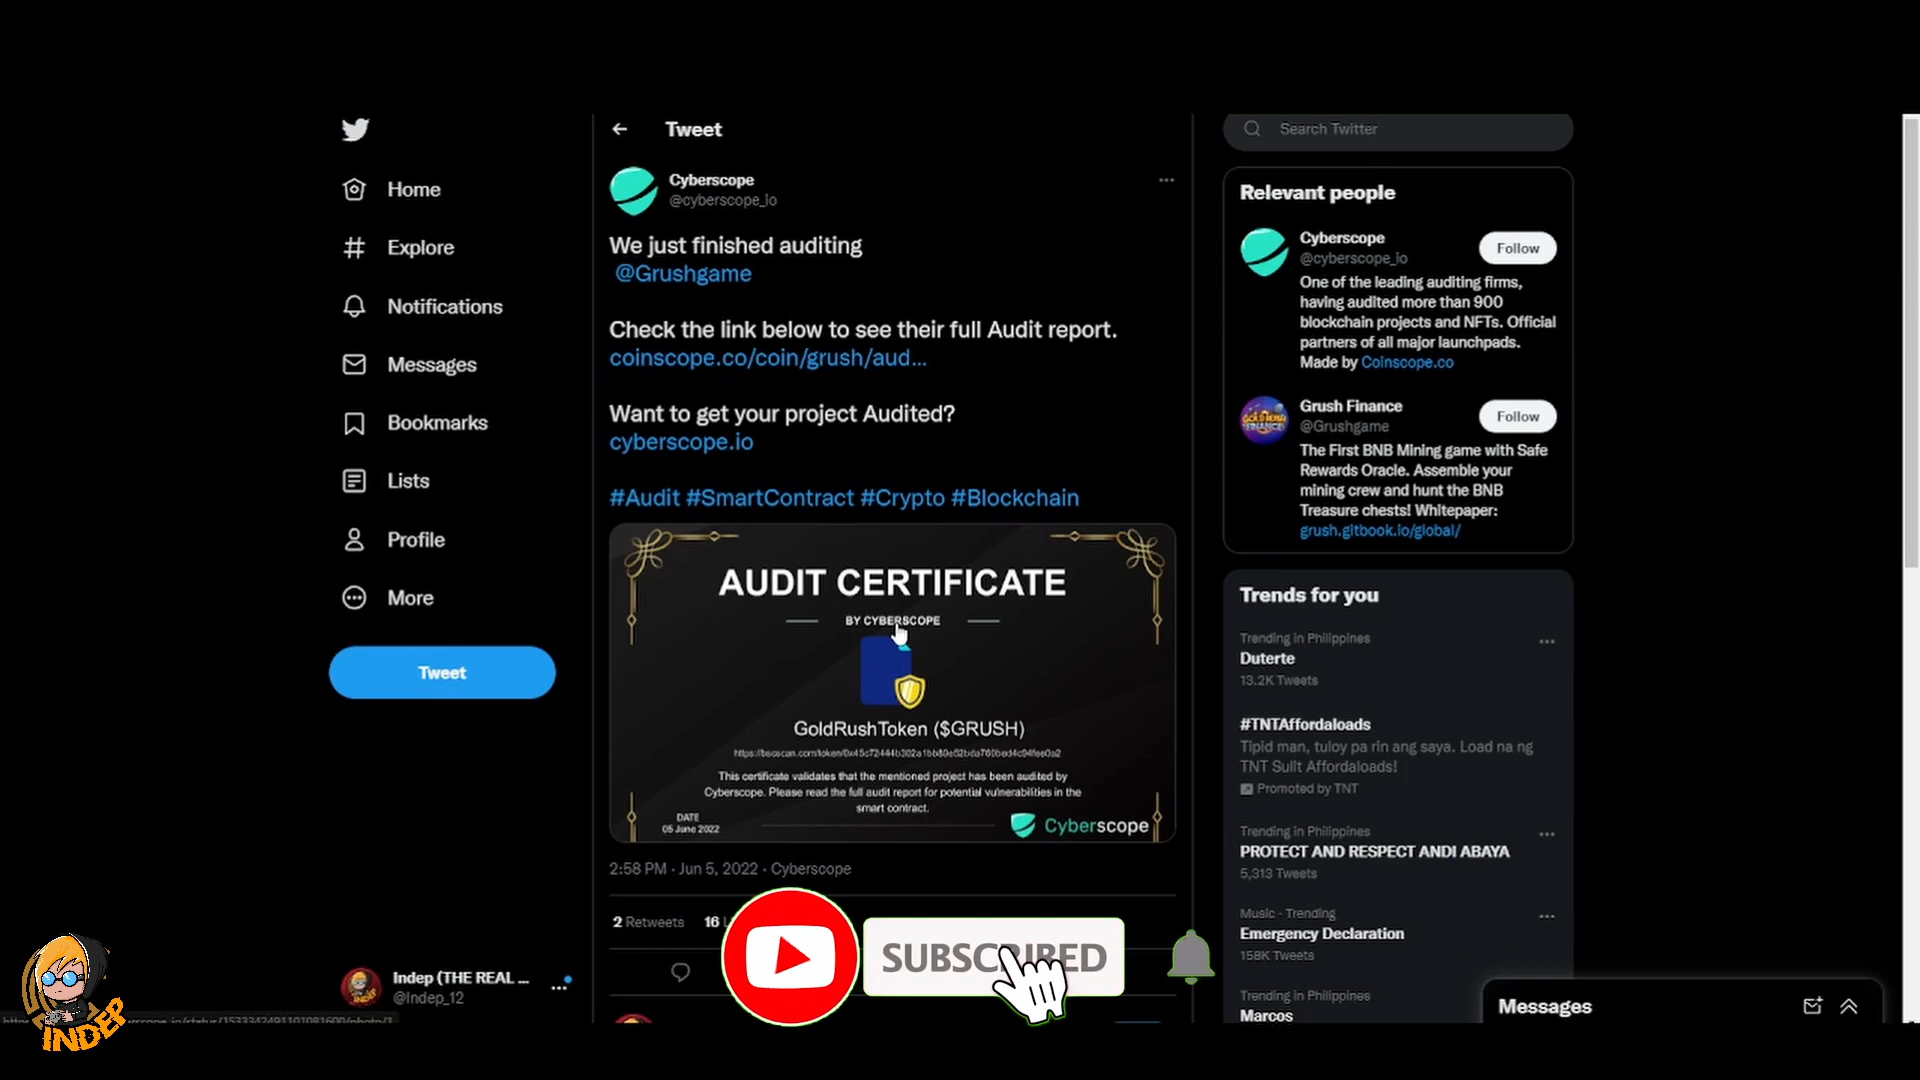 Home
Explore
Notifications
Messages
Bookmarks
Lists
Profile
More
Tweet
Indep (THE REAL ...
@Indep_12
INDEP
Tweet
Cyberscope
@cyberscope_io
We just finished auditing
@Grushgame
Check the link below to see their full Audit report.
coinscope.co/coin/grush/aud...
Want to get your project Audited?
cyberscope.io
#Audit #SmartContract #Crypto #Blockchain
AUDIT CERTIFICATE
BY CYBERSCOPE
GoldRushToken ($GRUSH)
This certificate validates that the mentioned project has been audited by
Cyberscope. Please read the full audit report for potential vulnerabilities in the
smart contract.
DATE
05 June 2022
Cyberscope
2:58 PM · Jun 5, 2022 · Cyberscope
2 Retweets 16
SUBSCRIBED
Search Twitter
Relevant people
Cyberscope
Follow
@cyberscope_io
One of the leading auditing firms,
having audited more than 900
blockchain projects and NFTs. Official
partners of all major launchpads.
Made by Coinscope.co
Grush Finance
Follow
@Grushgame
The First BNB Mining game with Safe
Rewards Oracle. Assemble your
mining crew and hunt the BNB
Treasure chests! Whitepaper:
grush.gitbook.io/global/
Trends for you
Trending in Philippines
Duterte
13.2K Tweets
#TNTAffordaloads
Tipid man, tuloy pa rin ang saya. Load na ng
TNT Sulit Affordaloads!
Promoted by TNT
Trending in Philippines
PROTECT AND RESPECT ANDI ABAYA
5,313 Tweets
Music · Trending
Emergency Declaration
158K Tweets
Trending in Philippines
Marcos
Messages